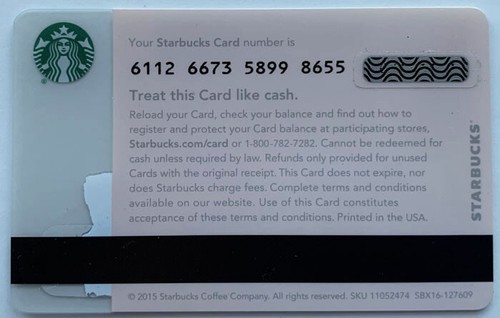 Your Starbucks Card number is
6112 6673 5899 8655
Treat this Card like cash.
Reload your Card, check your balance and find out how to
register and protect your Card balance at participating stores,
Starbucks.com/card or 1-800-782-7282. Cannot be redeemed for
cash unless required by law. Refunds only provided for unused
Cards with the original receipt. This Card does not expire, nor
does Starbucks charge fees. Complete terms and conditions
available on our website. Use of this Card constitutes
acceptance of these terms and conditions. Printed in the USA.
STARBUCKS®
© 2015 Starbucks Coffee Company. All rights reserved. SKU 11052474 SBX16-127609